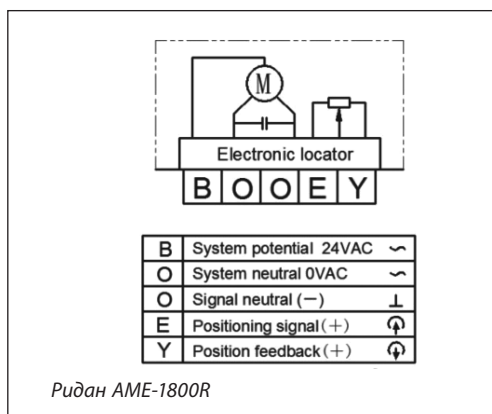 M
Electronic locator
B O O E Y
B System potential 24VAC ~
O System neutral 0VAC ~
O Signal neutral (—) ⊥
E Positioning signal (+)
Y Position feedback (+)
Ридан AME-1800R